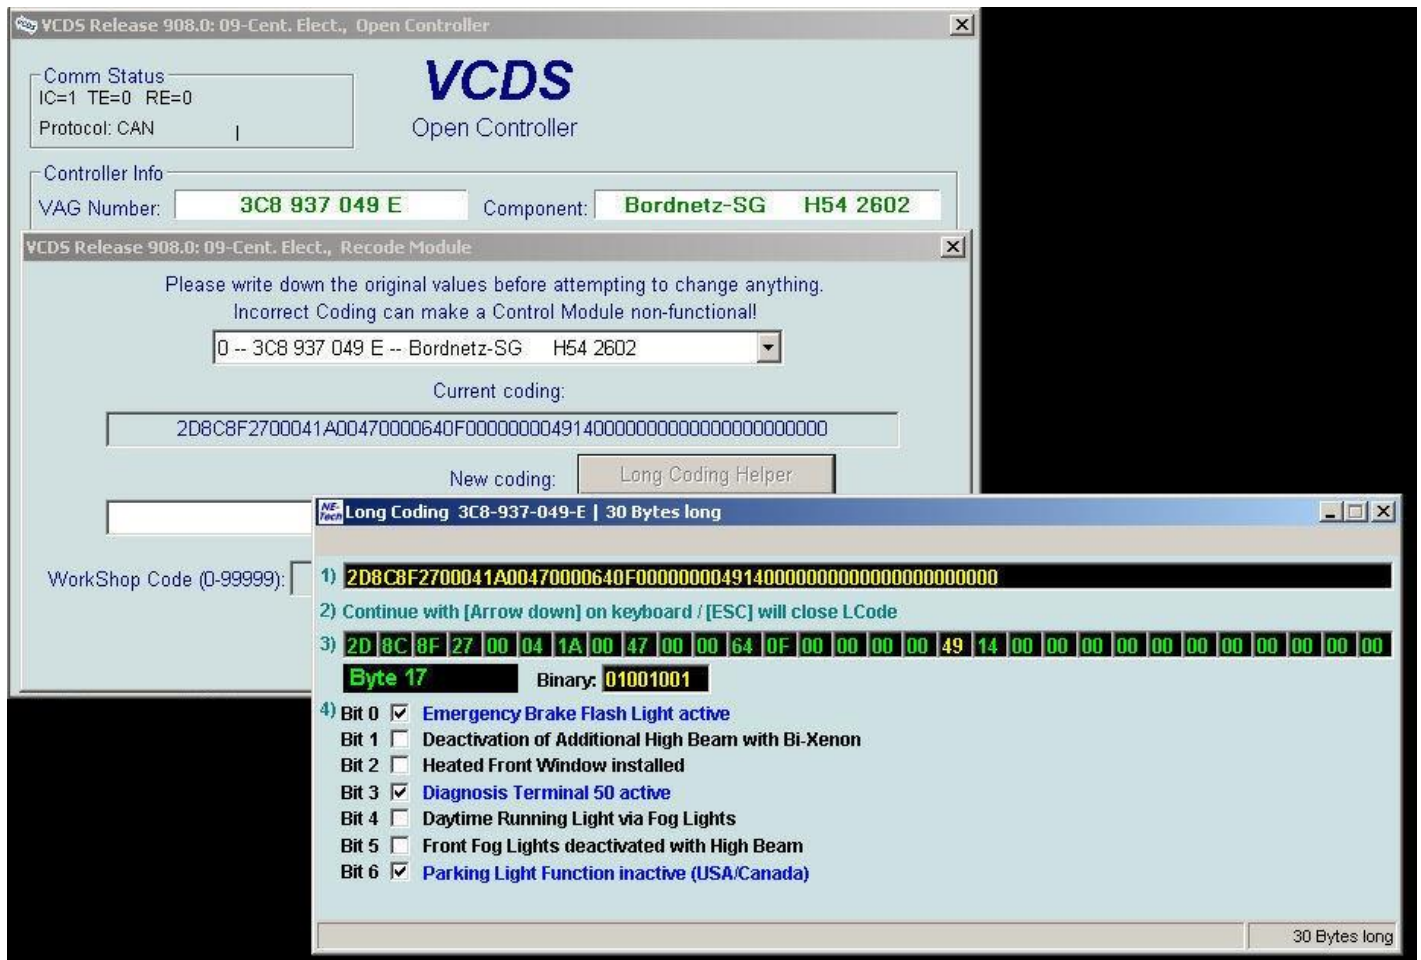 VCDS Release 908.0: 09-Cent. Elect., Open Controller
Comm Status
IC=1 TE=0 RE=0
Protocol: CAN
VCDS
Open Controller
Controller Info
VAG Number: 3C8 937 049 E Component: Bordnetz-SG H54 2602
VCDS Release 908.0: 09-Cent. Elect., Recode Module
Please write down the original values before attempting to change anything.
Incorrect Coding can make a Control Module non-functional!
0 -- 3C8 937 049 E -- Bordnetz-SG H54 2602
Current coding:
2D8C8F2700041A00470000640F0000000049140000000000000000000000
New coding: Long Coding Helper
WorkShop Code (0-99999):
NE-Tech Long Coding 3C8-937-049-E | 30 Bytes long
1) 2D8C8F2700041A00470000640F0000000049140000000000000000000000
2) Continue with [Arrow down] on keyboard / [ESC] will close LCode
3) 2D 8C 8F 27 00 04 1A 00 47 00 00 64 0F 00 00 00 00 49 14 00 00 00 00 00 00 00 00 00 00 00
Byte 17 Binary: 01001001
4) Bit 0 Emergency Brake Flash Light active
Bit 1 Deactivation of Additional High Beam with Bi-Xenon
Bit 2 Heated Front Window installed
Bit 3 Diagnosis Terminal 50 active
Bit 4 Daytime Running Light via Fog Lights
Bit 5 Front Fog Lights deactivated with High Beam
Bit 6 Parking Light Function inactive (USA/Canada)
30 Bytes long